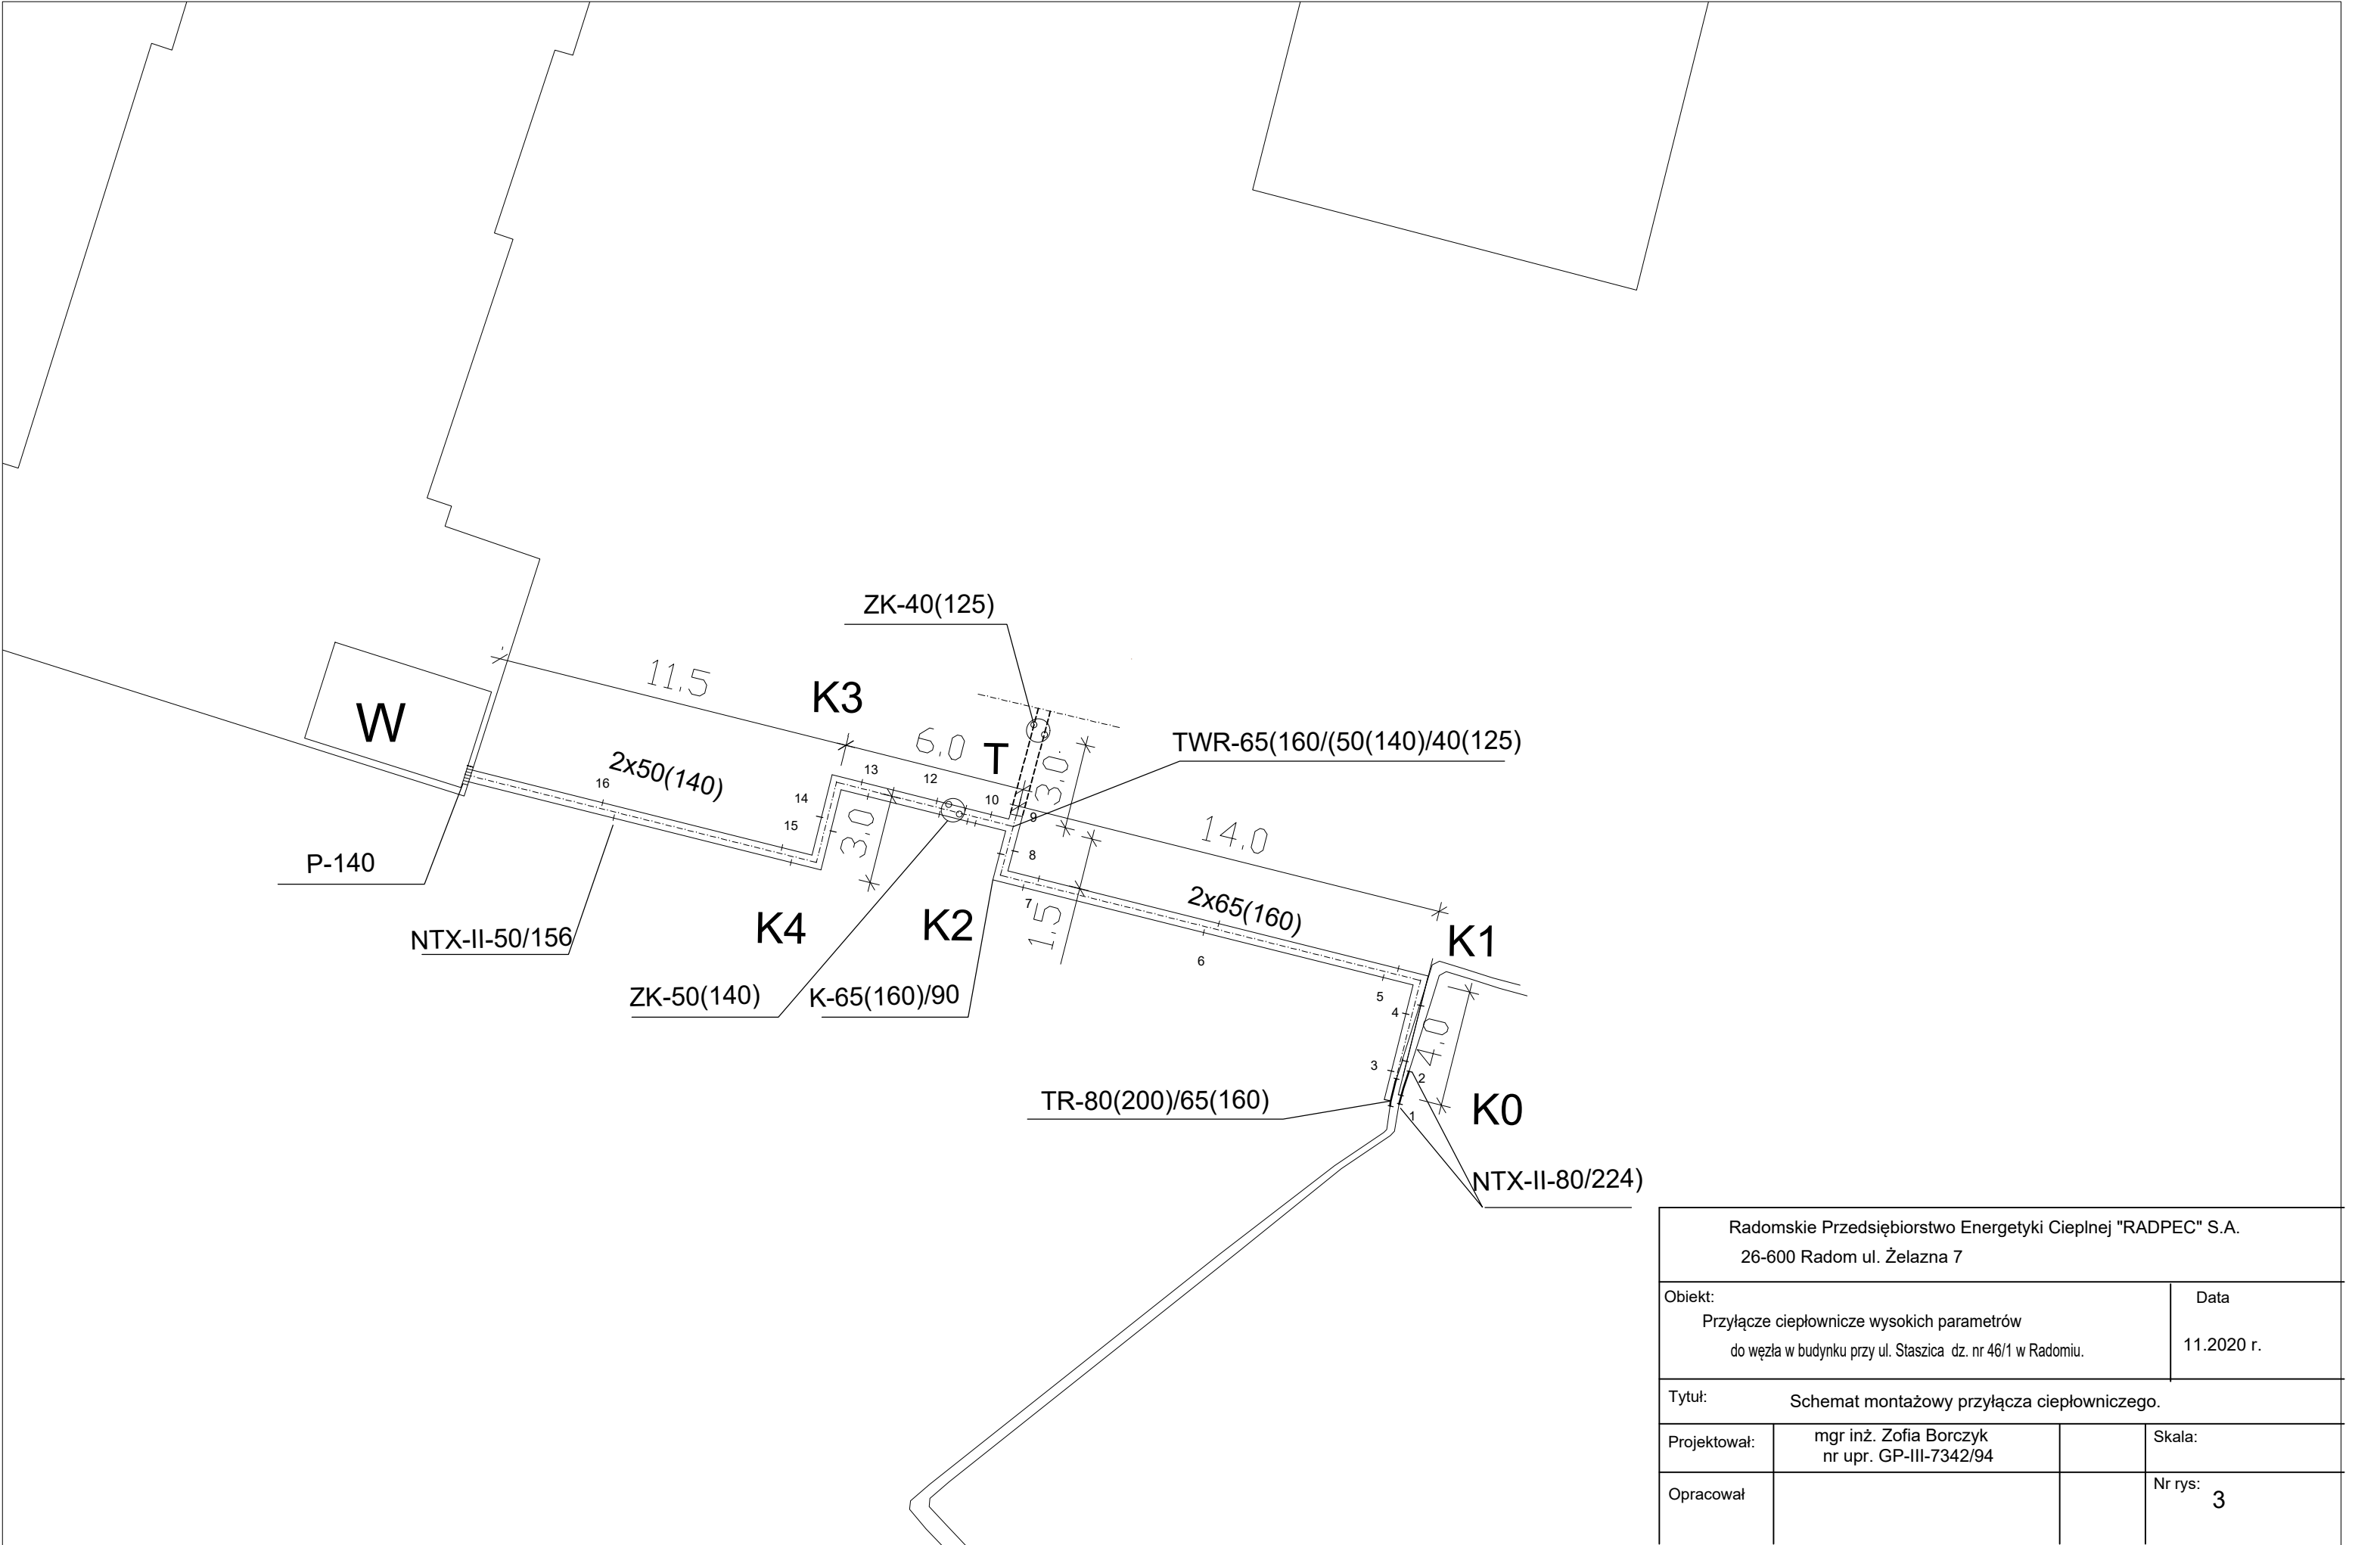 ZK-40(125)
11.5
K3
6.0
T
TWR-65(160/(50(140)/40(125)
W
2x50(140)
3.0
13
12
10
9
16
14
15
3.0
8
14.0
P-140
7
2x65(160)
K4
K2
1.5
K1
NTX-II-50/156
6
ZK-50(140)
K-65(160)/90
5
4
4.0
3
2
TR-80(200)/65(160)
1
K0
NTX-II-80/224)
Radomskie Przedsiębiorstwo Energetyki Cieplnej "RADPEC" S.A.
26-600 Radom ul. Żelazna 7
Obiekt:
Data
Przyłącze ciepłownicze wysokich parametrów
do węzła w budynku przy ul. Staszica dz. nr 46/1 w Radomiu.
11.2020 r.
Tytuł:
Schemat montażowy przyłącza ciepłowniczego.
Projektował:
mgr inż. Zofia Borczyk
nr upr. GP-III-7342/94
Skala:
Opracował
Nr rys:
3